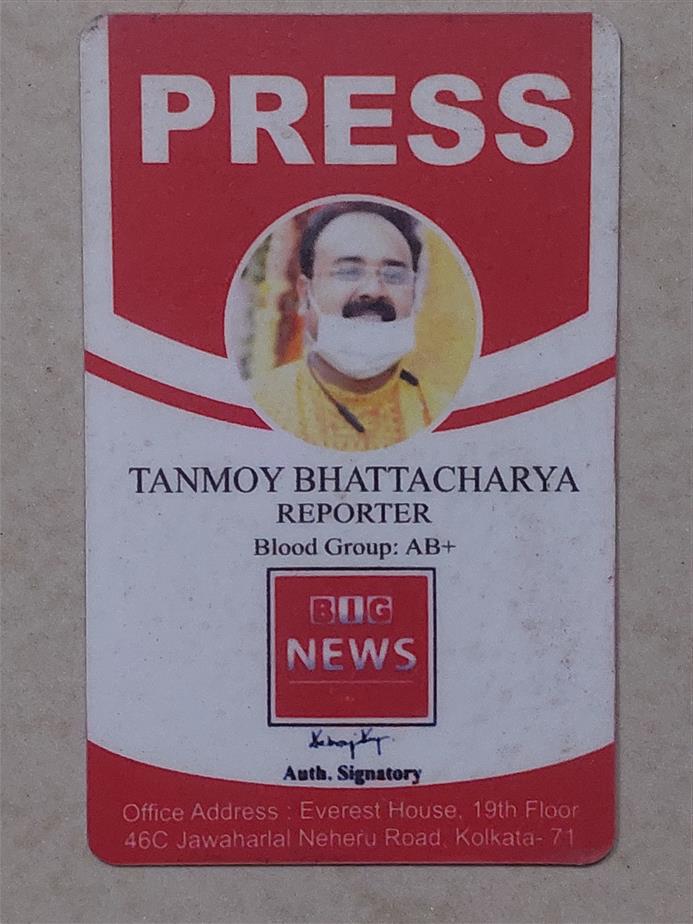 PRESS
TANMOY BHATTACHARYA
REPORTER
Blood Group: AB+
BIG
NEWS
Auth. Signatory
Office Address : Everest House, 19th Floor
46C Jawaharlal Neheru Road, Kolkata- 71